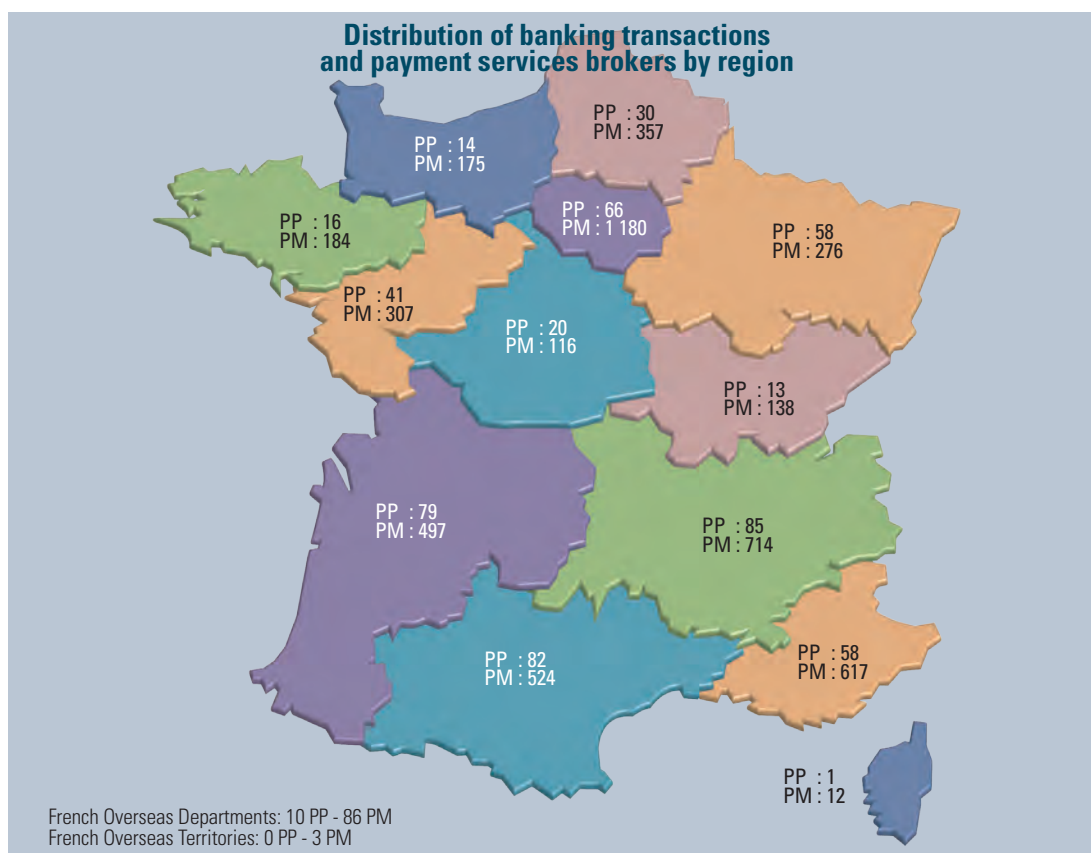 Distribution of banking transactions
and payment services brokers by region
PP : 30
PM : 357
PP : 14
PM : 175
PP : 66
PM : 1 180
PP : 16
PM : 184
PP : 58
PM : 276
PP : 41
PM : 307
PP : 20
PM : 116
PP : 13
PM : 138
PP : 79
PM : 497
PP : 85
PM : 714
PP : 82
PM : 524
PP : 58
PM : 617
PP : 1
PM : 12
French Overseas Departments: 10 PP - 86 PM
French Overseas Territories: 0 PP - 3 PM